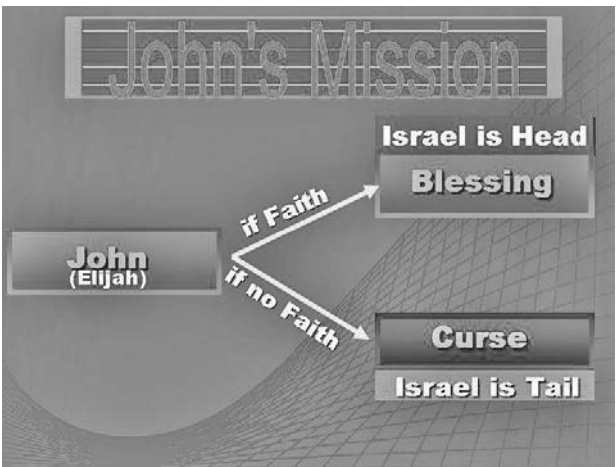 John's Mission
Israel is Head
Blessing
if Faith
John
(Elijah)
if no Faith
Curse
Israel is Tail